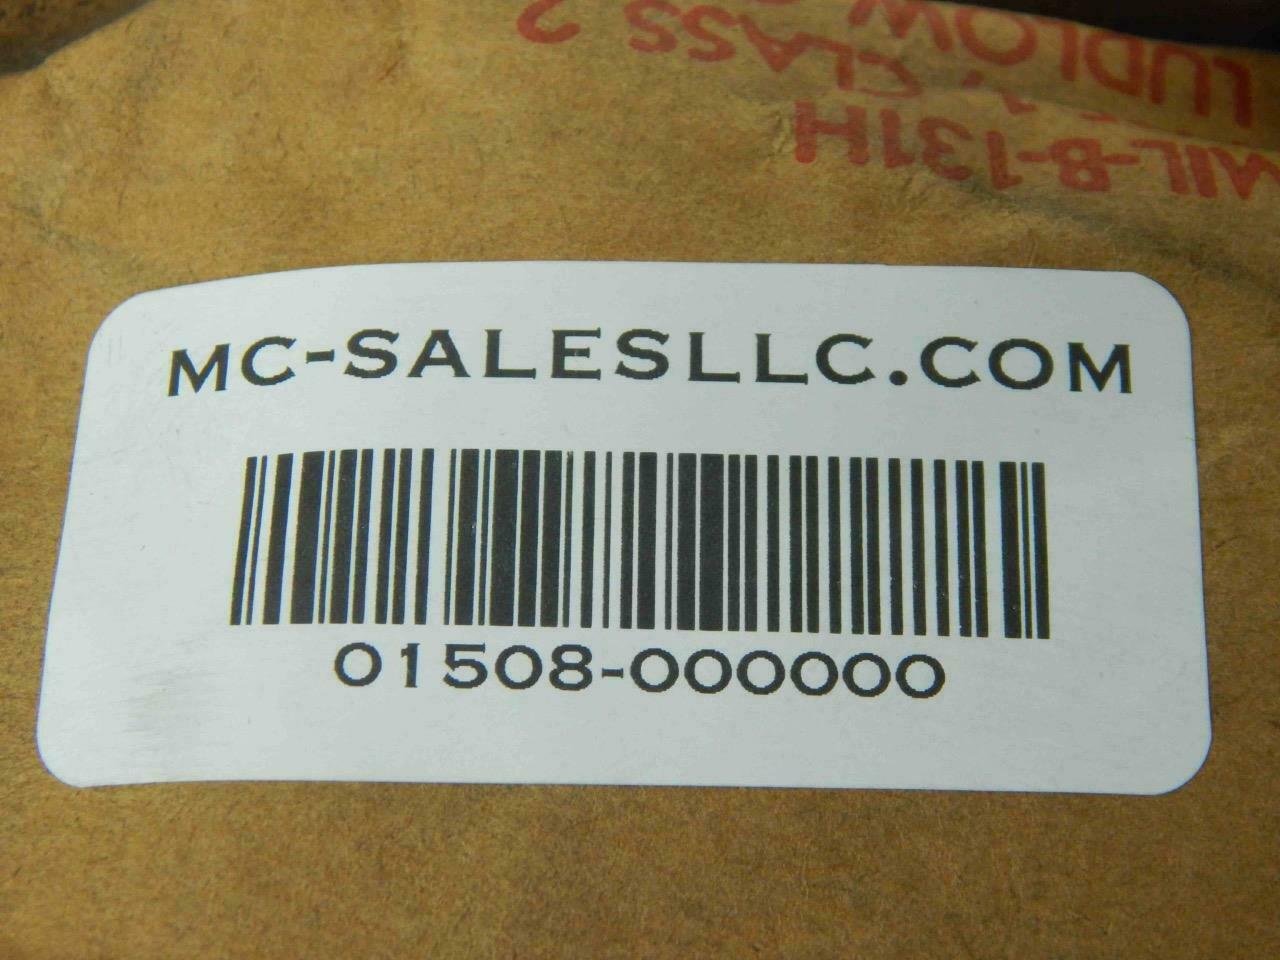 LUDLOW
CLASS 2
MIL-B-131H
MC-SALESLLC.COM
01508-000000